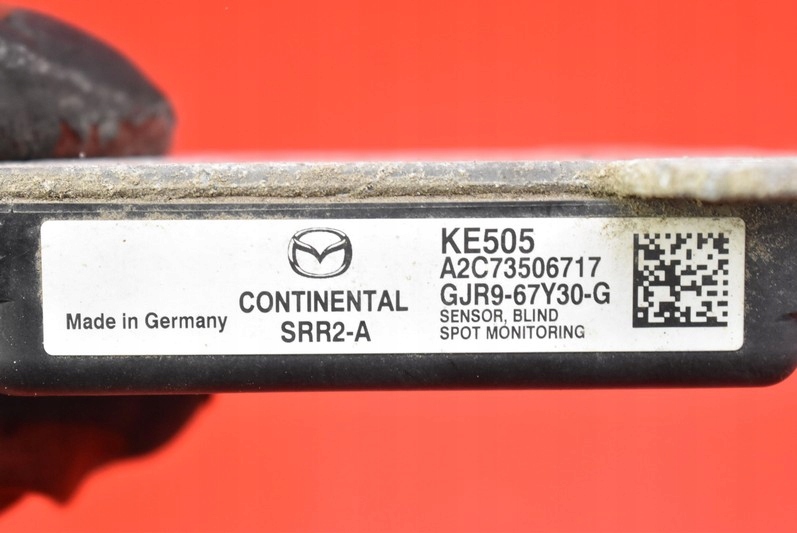 Made in Germany
CONTINENTAL
SRR2-A
KE505
A2C73506717
GJR9-67Y30-G
SENSOR, BLIND
SPOT MONITORING